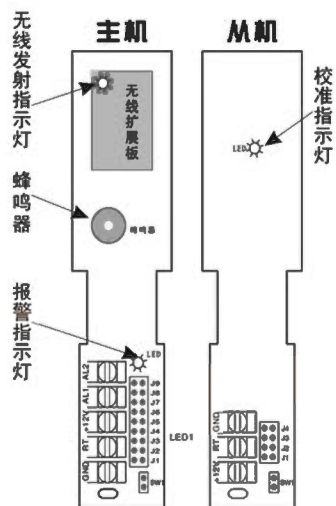 主机
从机
无线发射指示灯
无线扩展板
校准指示灯
LED
蜂鸣器
蜂鸣器
报警指示灯
LED
AL2
AL1
+12V
RT
GND
J9
J8
J7
J6
J5
J4
J3
J2
J1
SW1
LED1
GND
RT
+12V
J4
J3
J2
J1
SW1